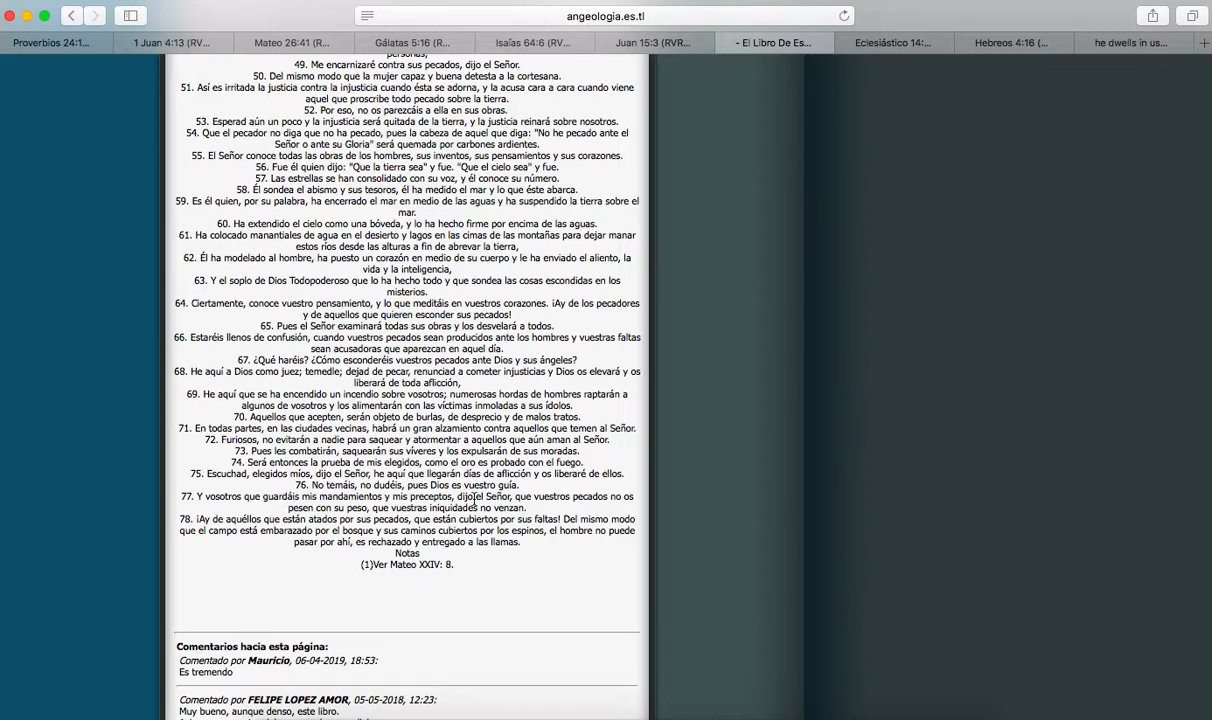 angeologia.es.tl
Proverbios 24:1...
1 Juan 4:13 (RV...
Mateo 26:41 (R...
Gálatas 5:16 (R...
Isaías 64:6 (RV...
Juan 15:3 (RVR...
- El Libro De Es...
Eclesiástico 14:...
Hebreos 4:16 (...
he dwells in us...
personas,
49. Me encarnizaré contra sus pecados, dijo el Señor.
50. Del mismo modo que la mujer capaz y buena detesta a la cortesana.
51. Así es irritada la justicia contra la injusticia cuando ésta se adorna, y la acusa cara a cara cuando viene
aquel que proscribe todo pecado sobre la tierra.
52. Por eso, no os parezcáis a ella en sus obras.
53. Esperad aún un poco y la injusticia será quitada de la tierra, y la justicia reinará sobre nosotros.
54. Que el pecador no diga que no ha pecado, pues la cabeza de aquel que diga: "No he pecado ante el
Señor o ante su Gloria" será quemada por carbones ardientes.
55. El Señor conoce todas las obras de los hombres, sus inventos, sus pensamientos y sus corazones.
56. Fue él quien dijo: "Que la tierra sea" y fue. "Que el cielo sea" y fue.
57. Las estrellas se han consolidado con su voz, y él conoce su número.
58. Él sondea el abismo y sus tesoros, él ha medido el mar y lo que éste abarca.
59. Es él quien, por su palabra, ha encerrado el mar en medio de las aguas y ha suspendido la tierra sobre el
mar.
60. Ha extendido el cielo como una bóveda, y lo ha hecho firme por encima de las aguas.
61. Ha colocado manantiales de agua en el desierto y lagos en las cimas de las montañas para dejar manar
estos ríos desde las alturas a fin de abrevar la tierra,
62. Él ha modelado al hombre, ha puesto un corazón en medio de su cuerpo y le ha enviado el aliento, la
vida y la inteligencia,
63. Y el soplo de Dios Todopoderoso que lo ha hecho todo y que sondea las cosas escondidas en los
misterios.
64. Ciertamente, conoce vuestro pensamiento, y lo que meditáis en vuestros corazones. ¡Ay de los pecadores
y de aquellos que quieren esconder sus pecados!
65. Pues el Señor examinará todas sus obras y los desvelará a todos.
66. Estaréis llenos de confusión, cuando vuestros pecados sean producidos ante los hombres y vuestras faltas
sean acusadoras que aparezcan en aquel día.
67. ¿Qué haréis? ¿Cómo esconderéis vuestros pecados ante Dios y sus ángeles?
68. He aquí a Dios como juez; temedle; dejad de pecar, renunciad a cometer injusticias y Dios os elevará y os
liberará de toda aflicción,
69. He aquí que se ha encendido un incendio sobre vosotros; numerosas hordas de hombres raptarán a
algunos de vosotros y los alimentarán con las víctimas inmoladas a sus ídolos.
70. Aquellos que acepten, serán objeto de burlas, de desprecio y de malos tratos.
71. En todas partes, en las ciudades vecinas, habrá un gran alzamiento contra aquellos que temen al Señor.
72. Furiosos, no evitarán a nadie para saquear y atormentar a aquellos que aún aman al Señor.
73. Pues les combatirán, saquearán sus víveres y los expulsarán de sus moradas.
74. Será entonces la prueba de mis elegidos, como el oro es probado con el fuego.
75. Escuchad, elegidos míos, dijo el Señor, he aquí que llegarán días de aflicción y os liberaré de ellos.
76. No temáis, no dudéis, pues Dios es vuestro guía.
77. Y vosotros que guardáis mis mandamientos y mis preceptos, dijo el Señor, que vuestros pecados no os
pesen con su peso, que vuestras iniquidades no venzan.
78. ¡Ay de aquéllos que están atados por sus pecados, que están cubiertos por sus faltas! Del mismo modo
que el campo está embarazado por el bosque y sus caminos cubiertos por los espinos, el hombre no puede
pasar por ahí, es rechazado y entregado a las llamas.
Notas
(1)Ver Mateo XXIV: 8.
Comentarios hacia esta página:
Comentado por Mauricio, 06-04-2019, 18:53:
Es tremendo
Comentado por FELIPE LOPEZ AMOR, 05-05-2018, 12:23:
Muy bueno, aunque denso, este libro.